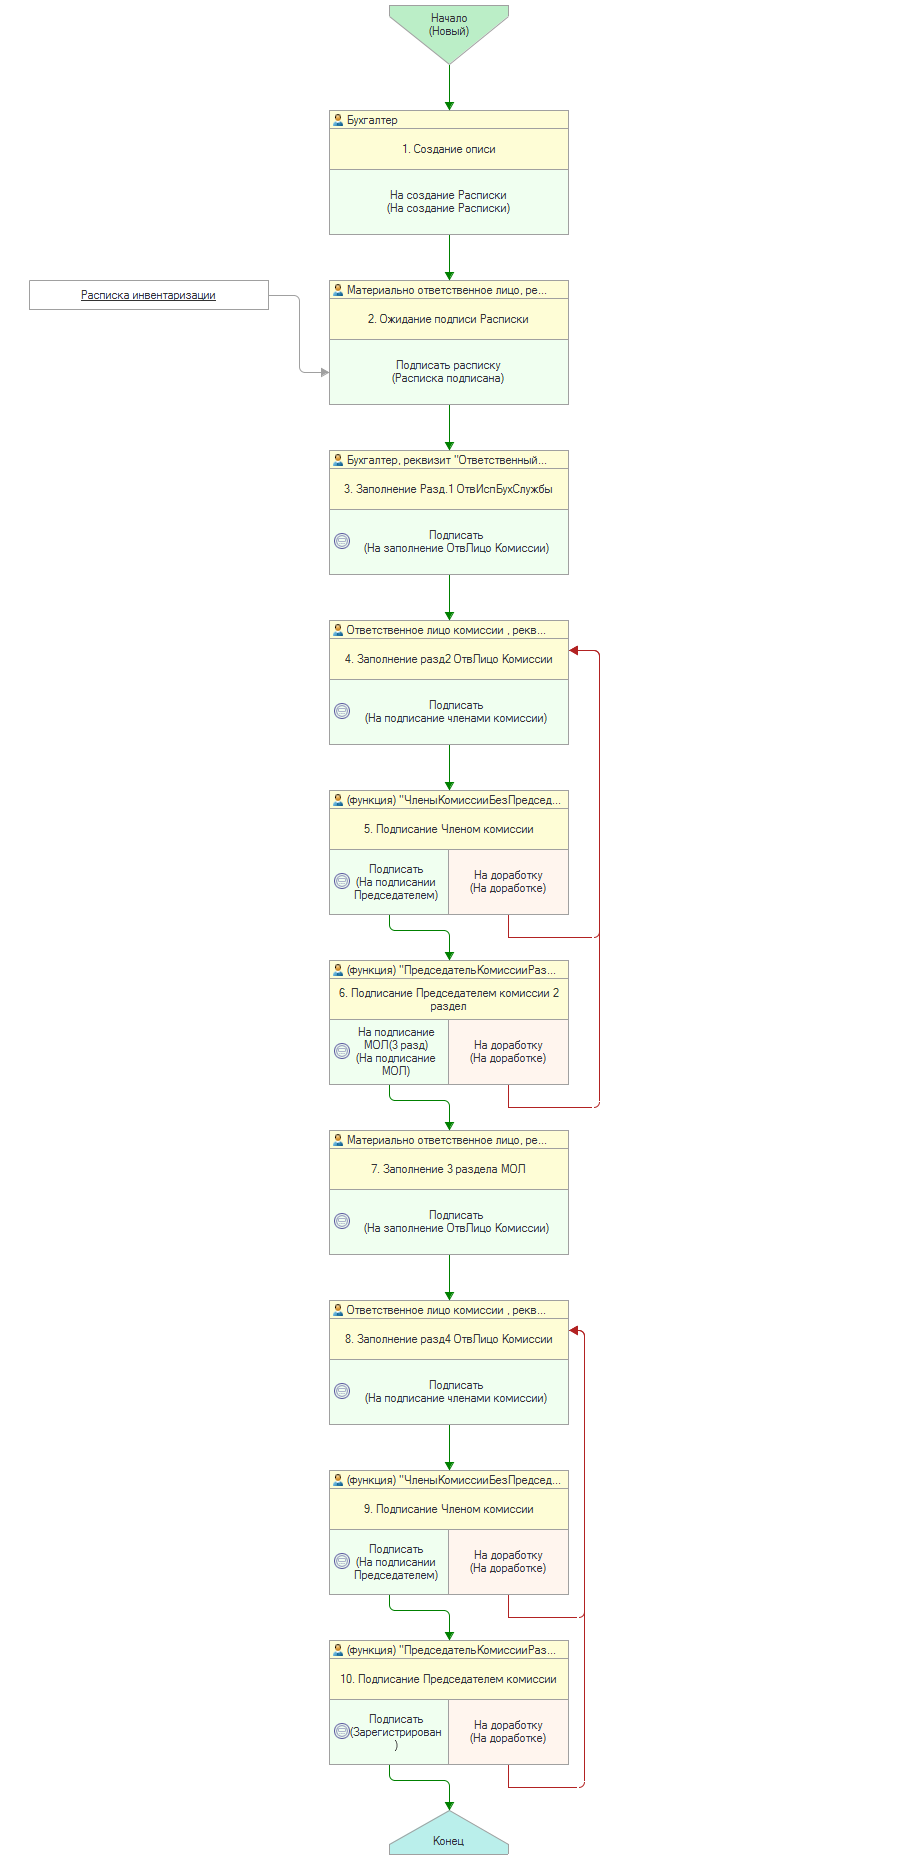 Начало
(Новый)
Бухгалтер
1. Создание описи
На создание Расписки
(На создание Расписки)
Расписка инвентаризации
Материально ответственное лицо, ре...
2. Ожидание подписи Расписки
Подписать расписку
(Расписка подписана)
Бухгалтер, реквизит "Ответственный...
3. Заполнение Разд.1 ОтвИспБухСлужбы
Подписать
(На заполнение ОтвЛицо Комиссии)
Ответственное лицо комиссии , рекв...
4. Заполнение разд2 ОтвЛицо Комиссии
Подписать
(На подписание членами комиссии)
(функция) "ЧленыКомиссииБезПредсед...
5. Подписание Членом комиссии
Подписать
(На подписании
Председателем)
На доработку
(На доработке)
(функция) "ПредседательКомиссииРаз...
6. Подписание Председателем комиссии 2
раздел
На подписание
МОЛ(3 разд)
(На подписание
МОЛ)
На доработку
(На доработке)
Материально ответственное лицо, ре...
7. Заполнение 3 раздела МОЛ
Подписать
(На заполнение ОтвЛицо Комиссии)
Ответственное лицо комиссии , рекв...
8. Заполнение разд4 ОтвЛицо Комиссии
Подписать
(На подписание членами комиссии)
(функция) "ЧленыКомиссииБезПредсед...
9. Подписание Членом комиссии
Подписать
(На подписании
Председателем)
На доработку
(На доработке)
(функция) "ПредседательКомиссииРаз...
10. Подписание Председателем комиссии
Подписать
(Зарегистрирован
)
На доработку
(На доработке)
Конец